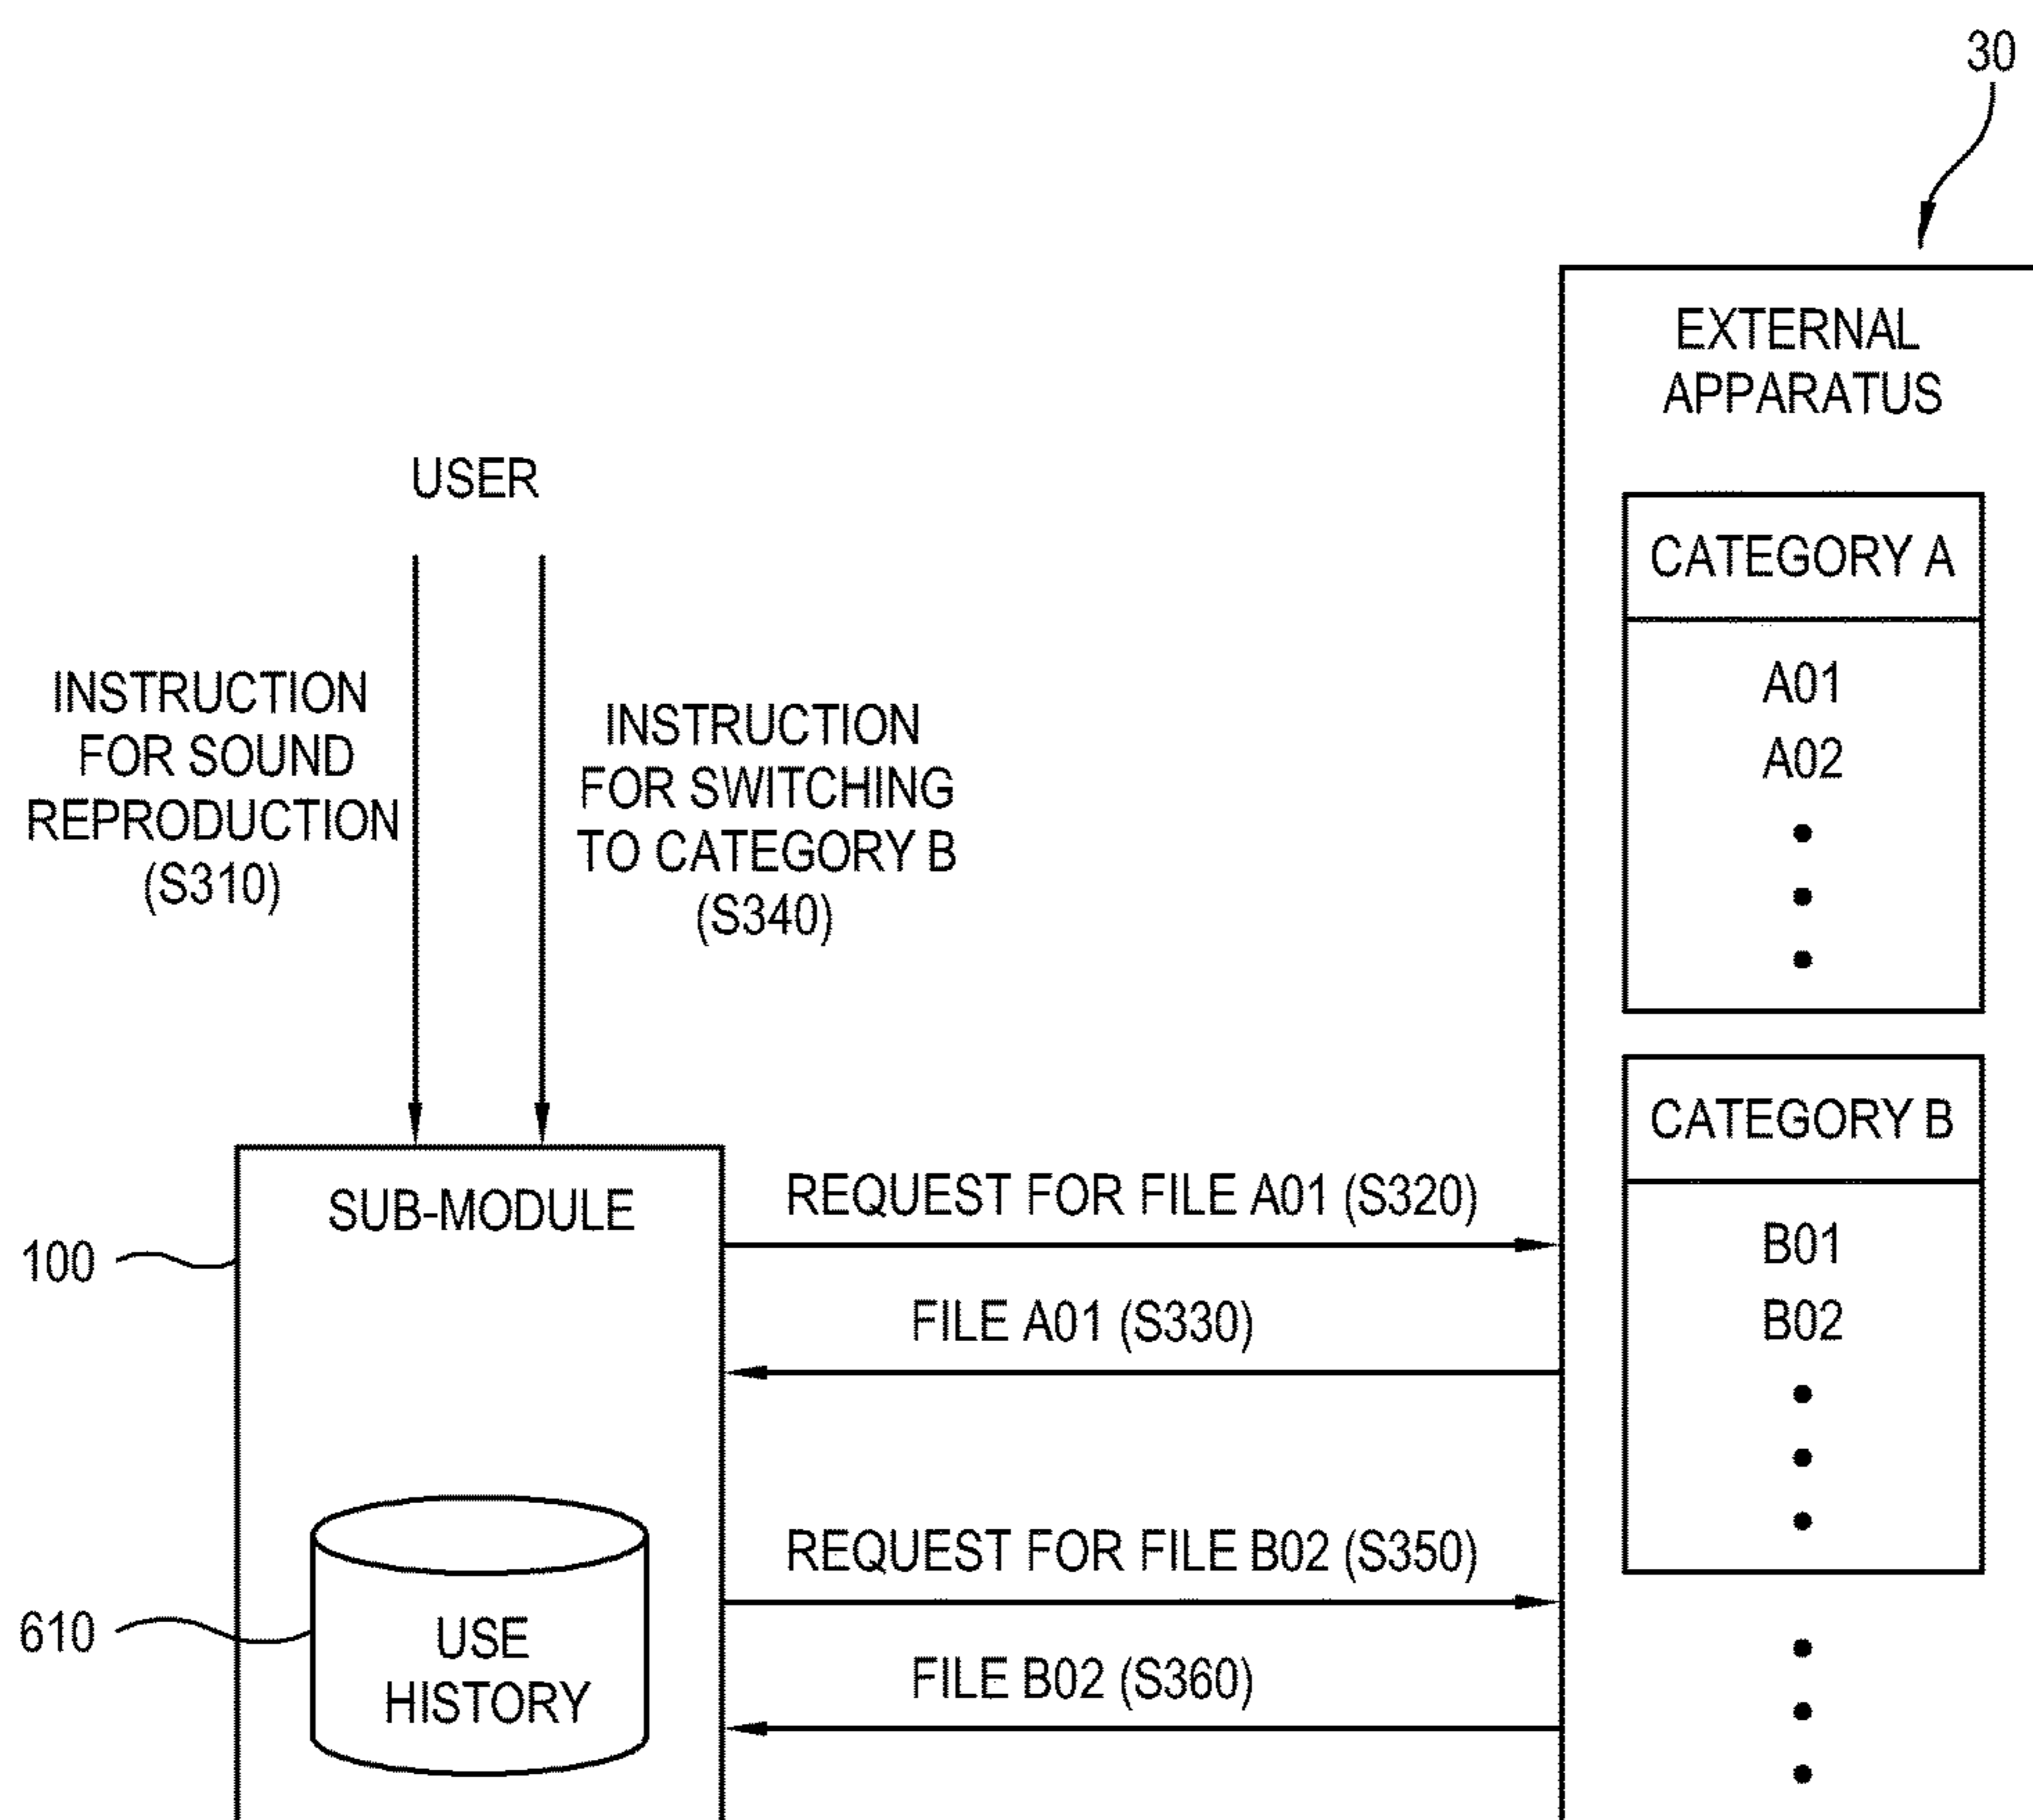 30
EXTERNAL
APPARATUS
USER
CATEGORY A
A01
A02
INSTRUCTION
FOR SOUND
REPRODUCTION
(S310)
INSTRUCTION
FOR SWITCHING
TO CATEGORY B
(S340)
CATEGORY B
B01
B02
SUB-MODULE
100
REQUEST FOR FILE A01 (S320)
FILE A01 (S330)
REQUEST FOR FILE B02 (S350)
FILE B02 (S360)
610
USE
HISTORY